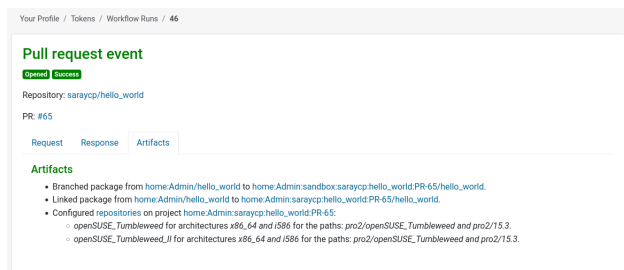 Your Profile / Tokens / Workflow Runs / 46
Pull request event
Opened Success
Repository: saraycp/hello_world
PR: #65
Request Response Artifacts
Artifacts
• Branched package from home:Admin/hello_world to home:Admin:sandbox:saraycp:hello_world:PR-65/hello_world.
• Linked package from home:Admin/hello_world to home:Admin:saraycp:hello_world:PR-65/hello_world.
• Configured repositories on project home:Admin:saraycp:hello_world:PR-65:
◦ openSUSE_Tumbleweed for architectures x86_64 and i586 for the paths: pro2/openSUSE_Tumbleweed and pro2/15.3.
◦ openSUSE_Tumbleweed_II for architectures x86_64 and i586 for the paths: pro2/openSUSE_Tumbleweed and pro2/15.3.